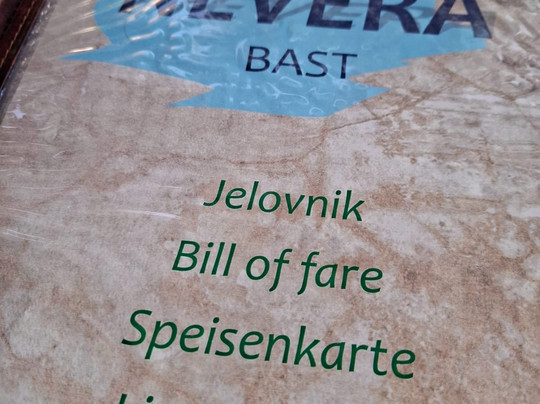 BAST
Jelovnik
Bill of fare
Speisenkarte